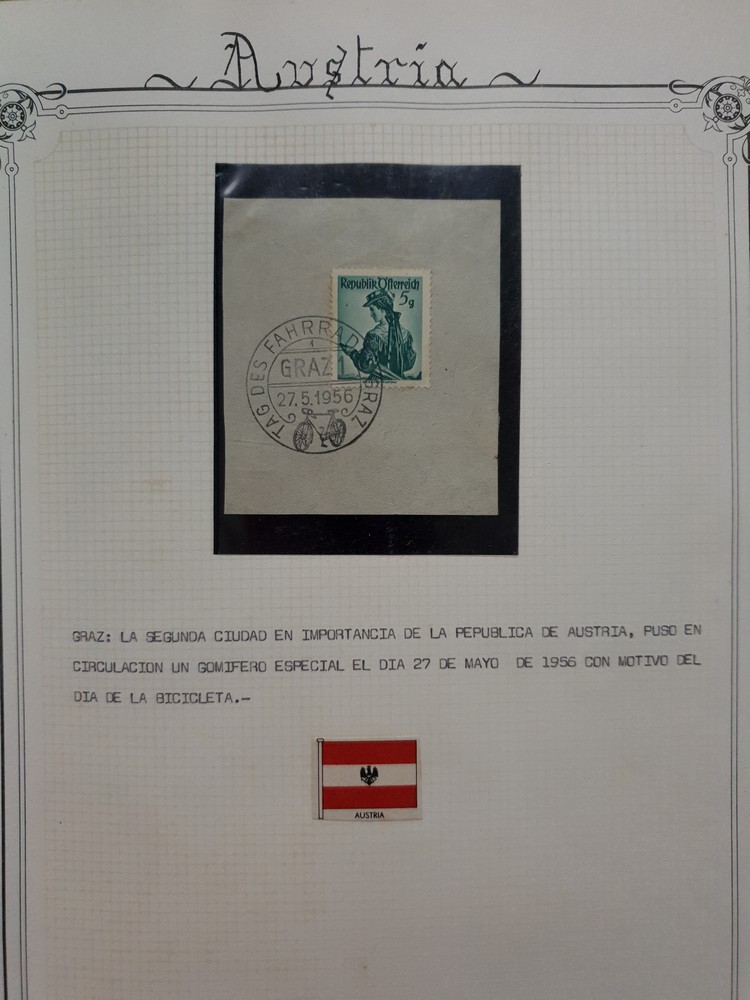 Austria
Republik Österreich
5g
TAG DES FAHRRADES GRAZ
1
GRAZ 1
27.5.1956
GRAZ: LA SEGUNDA CIUDAD EN IMPORTANCIA DE LA PEPUBLICA DE AUSTRIA, PUSO EN
CIRCULACION UN GOMIFERO ESPECIAL EL DIA 27 DE MAYO DE 1956 CON MOTIVO DEL
DIA DE LA BICICLETA.—
AUSTRIA